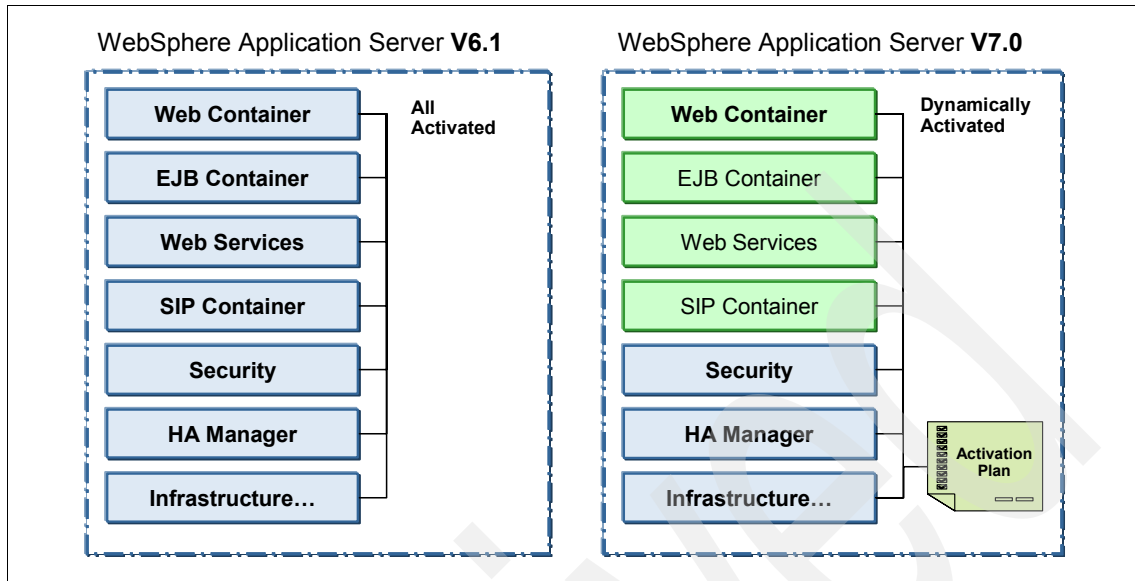 WebSphere Application Server V6.1
Web Container
EJB Container
Web Services
SIP Container
Security
HA Manager
Infrastructure…
All
Activated
WebSphere Application Server V7.0
Web Container
EJB Container
Web Services
SIP Container
Security
HA Manager
Infrastructure…
Dynamically
Activated
Activation
Plan